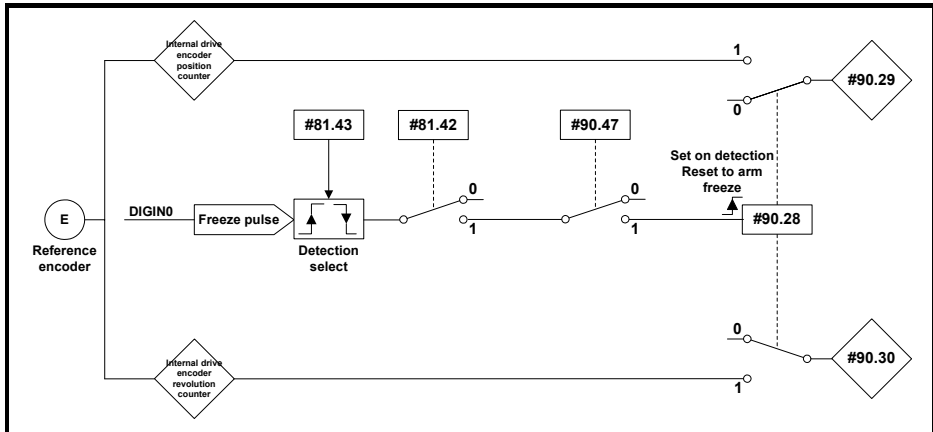 Internal drive
encoder
position
counter
1
0
#90.29
#81.43
#81.42
#90.47
Set on detection
Reset to arm
freeze
E
Reference
encoder
DIGIN0
Freeze pulse
Detection
select
0
1
0
1
#90.28
Internal drive
encoder
revolution
counter
0
1
#90.30